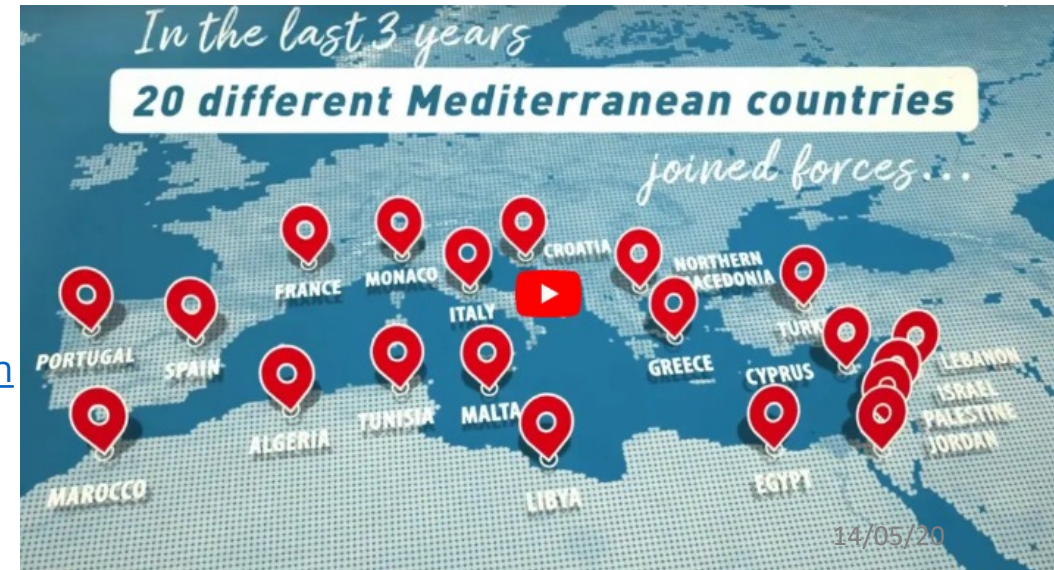 In the last 3 years
20 different Mediterranean countries
joined forces...
CROATIA
NORTHERN
MACEDONIA
MONACO
FRANCE
ITALY
TURK
PORTUGAL
SPAIN
GREECE
CYPRUS
LEBANON
ISRAEL
PALESTINE
JORDAN
n
TUNISIA
MALTA
ALGERIA
MAROCCO
LIBYA
EGYPT
14/05/20